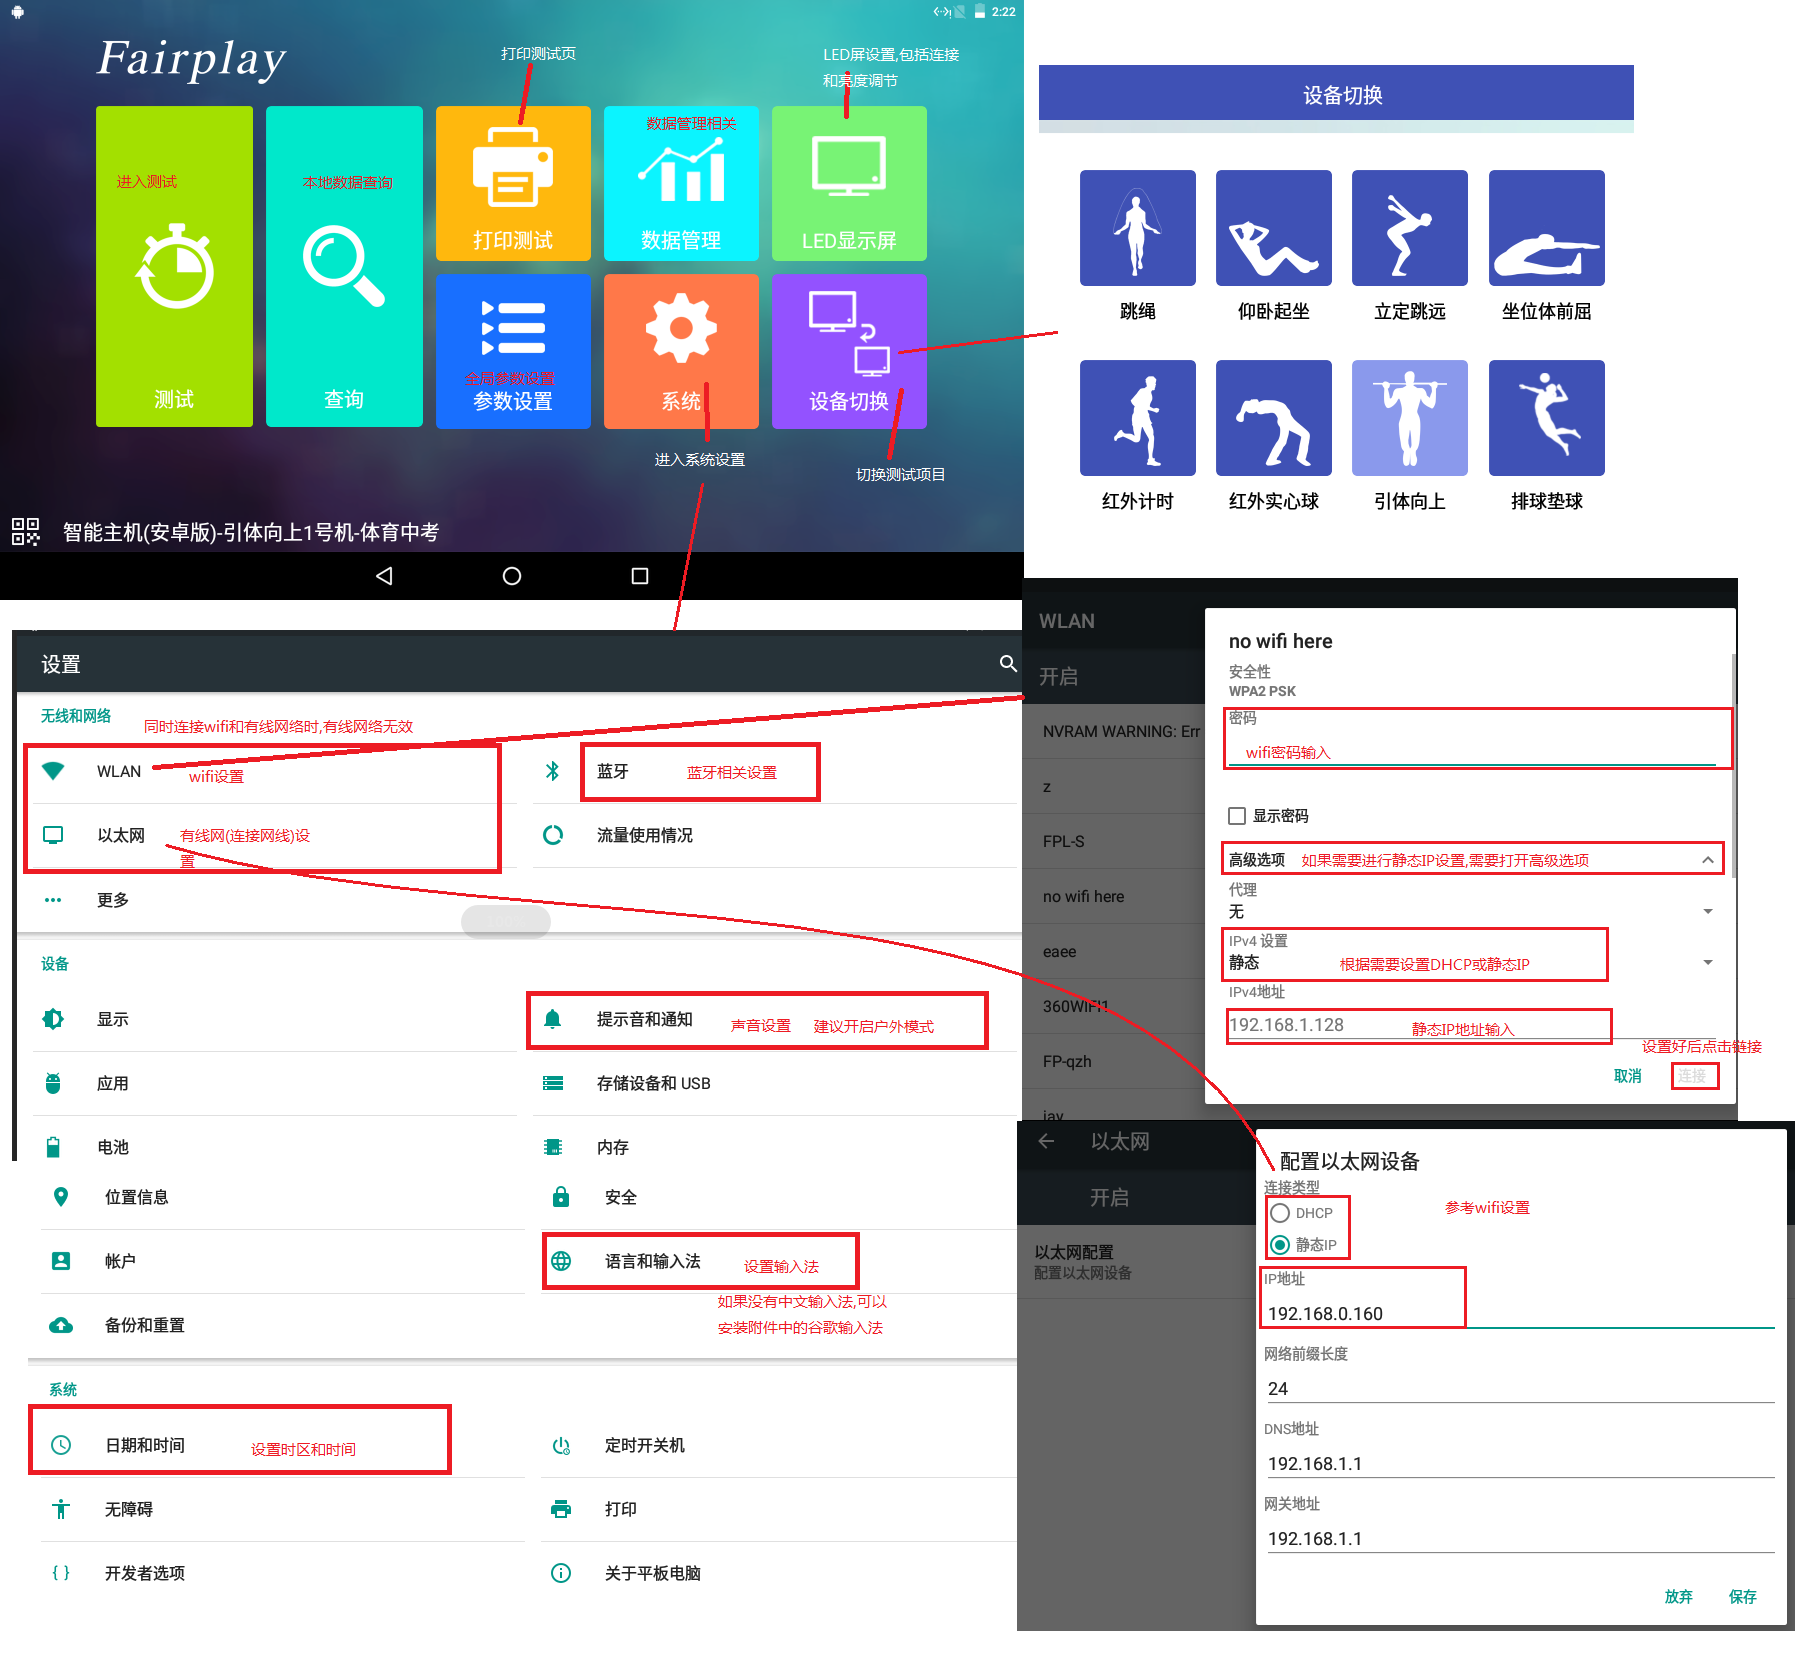 2:22
Fairplay
打印测试页
LED屏设置,包括连接
和亮度调节
进入测试
测试
本地数据查询
查询
打印测试
数据管理相关
数据管理
LED显示屏
全局参数设置
参数设置
系统
设备切换
进入系统设置
切换测试项目
智能主机(安卓版)-引体向上1号机-体育中考
设备切换
跳绳
仰卧起坐
立定跳远
坐位体前屈
红外计时
红外实心球
引体向上
排球垫球
设置
无线和网络
同时连接wifi和有线网络时,有线网络无效
WLAN
wifi设置
蓝牙
蓝牙相关设置
以太网
有线网(连接网线)设
置
流量使用情况
更多
设备
显示
提示音和通知
声音设置
建议开启户外模式
应用
存储设备和 USB
电池
内存
位置信息
安全
帐户
语言和输入法
设置输入法
如果没有中文输入法,可以
安装附件中的谷歌输入法
备份和重置
系统
日期和时间
设置时区和时间
定时开关机
无障碍
打印
{ }
开发者选项
关于平板电脑
WLAN
开启
NVRAM WARNING: Err
z
FPL-S
no wifi here
eaee
360WIFI1
FP-qzh
jay
no wifi here
安全性
WPA2 PSK
密码
wifi密码输入
显示密码
高级选项
如果需要进行静态IP设置,需要打开高级选项
代理
无
IPv4 设置
静态
根据需要设置DHCP或静态IP
IPv4地址
192.168.1.128
静态IP地址输入
设置好后点击链接
取消
连接
以太网
开启
以太网配置
配置以太网设备
配置以太网设备
连接类型
DHCP
参考wifi设置
静态IP
IP地址
192.168.0.160
网络前缀长度
24
DNS地址
192.168.1.1
网关地址
192.168.1.1
放弃
保存